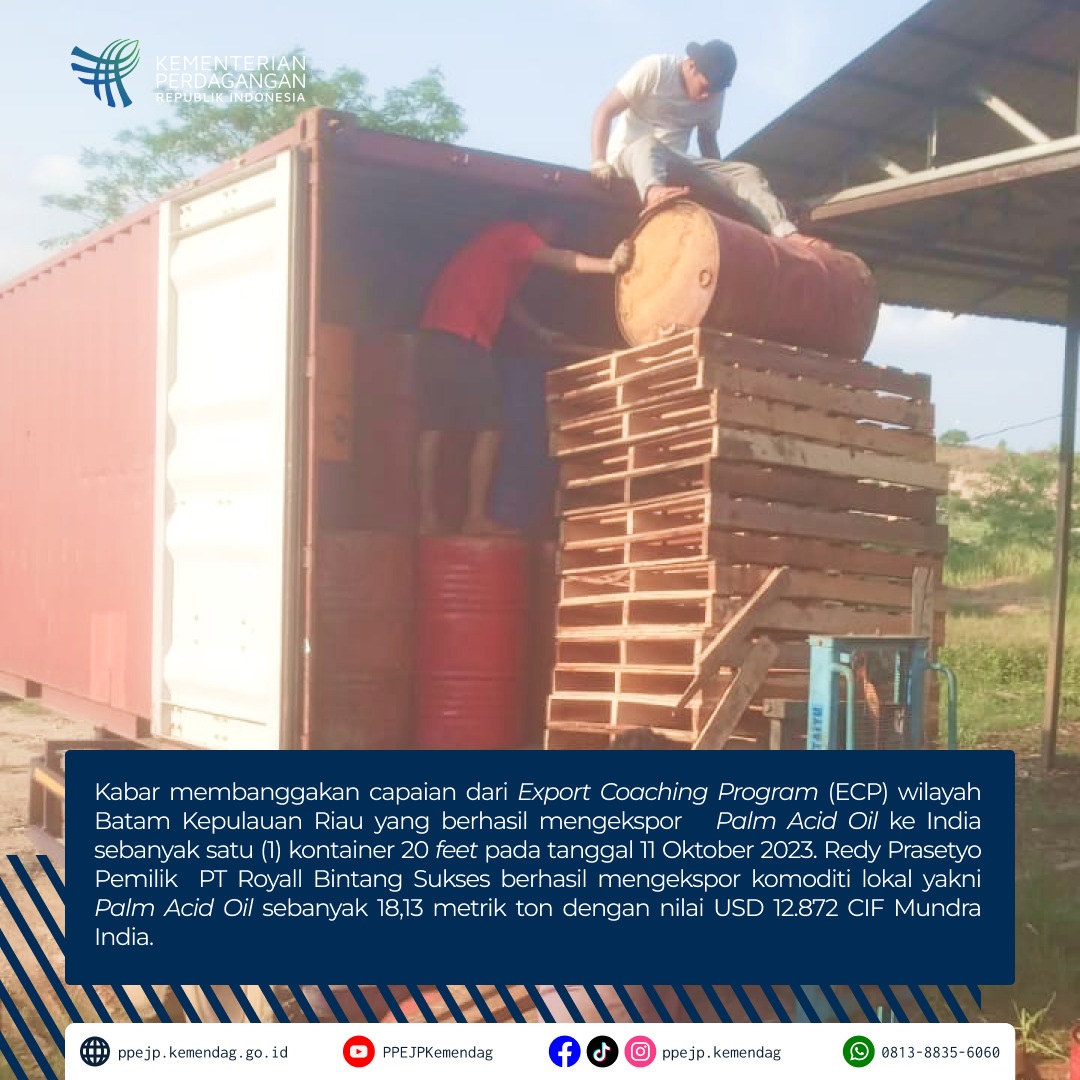 KEMENTERIAN
PERDAGANGAN
REPUBLIK INDONESIA
TAIYU
Kabar membanggakan capaian dari Export Coaching Program (ECP) wilayah
Batam Kepulauan Riau yang berhasil mengekspor Palm Acid Oil ke India
sebanyak satu (1) kontainer 20 feet pada tanggal 11 Oktober 2023. Redy Prasetyo
Pemilik PT Royall Bintang Sukses berhasil mengekspor komoditi lokal yakni
Palm Acid Oil sebanyak 18,13 metrik ton dengan nilai USD 12.872 CIF Mundra
India.
ppejp.kemendag.go.id
PPEJPKemendag
ppejp.kemendag
0813-8835-6060